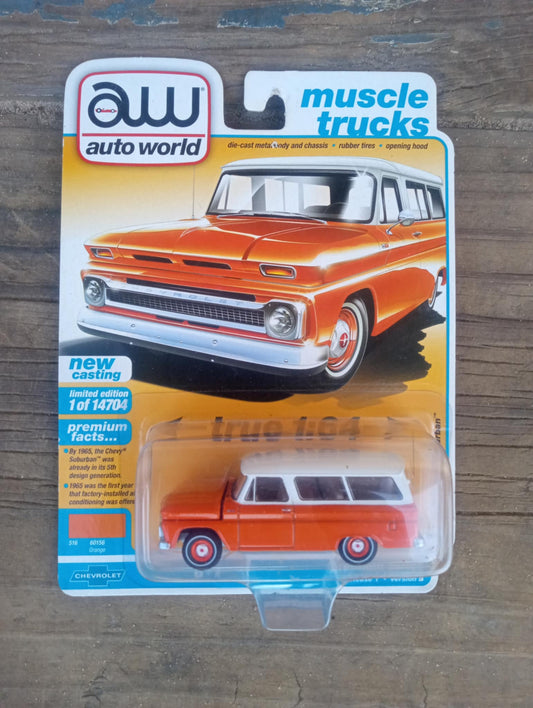 aw
auto world
muscle
trucks
die-cast metal body and chassis • rubber tires • opening hood
new
casting
limited edition
1 of 14704
premium
facts...
true 1:64
• By 1965, the Chevy®
Suburban™ was
already in its 5th
design generation.
• 1965 was the first year
that factory-installed
conditioning was
516 60156
Orange
CHEVROLET